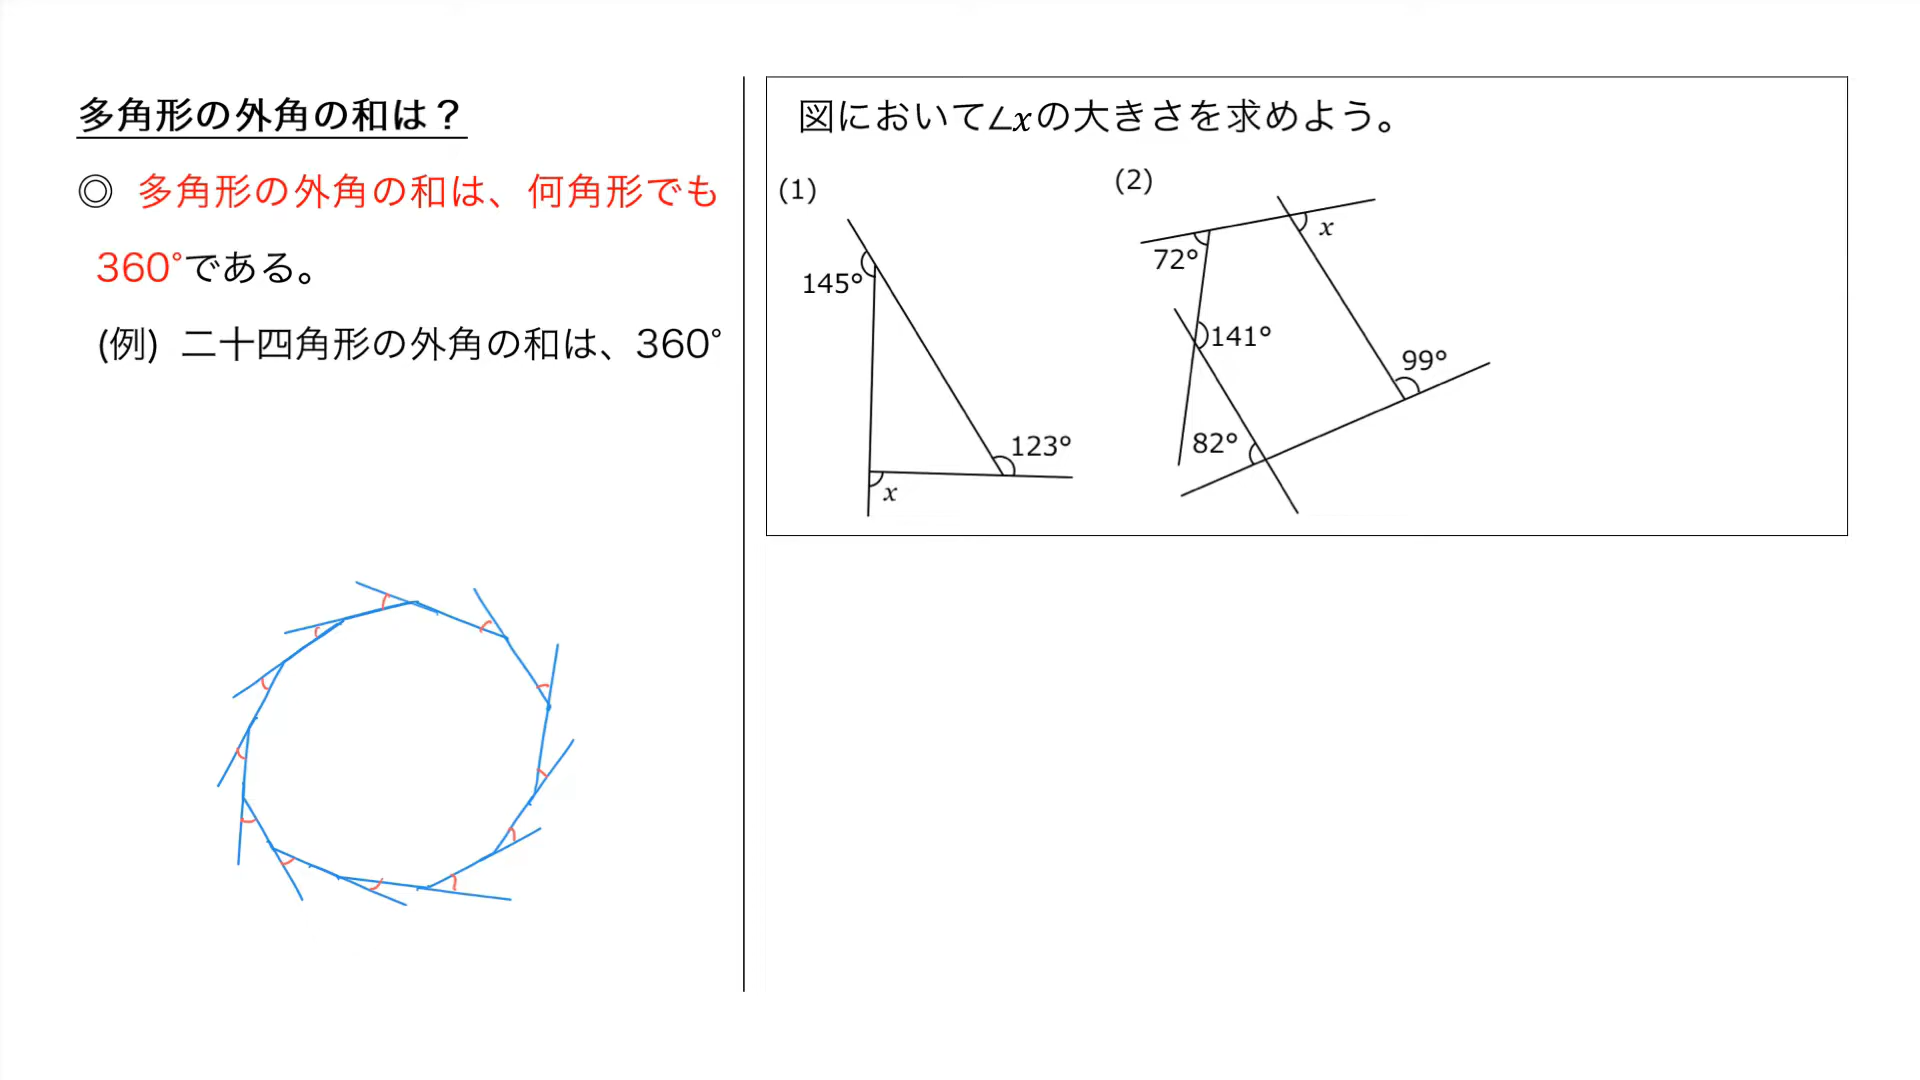 多角形の外角の和は？
◎ 多角形の外角の和は、何角形でも
360°である。
(例) 二十四角形の外角の和は、360°
図において∠xの大きさを求めよう。
(1)
145°
123°
x
(2)
x
72°
141°
99°
82°